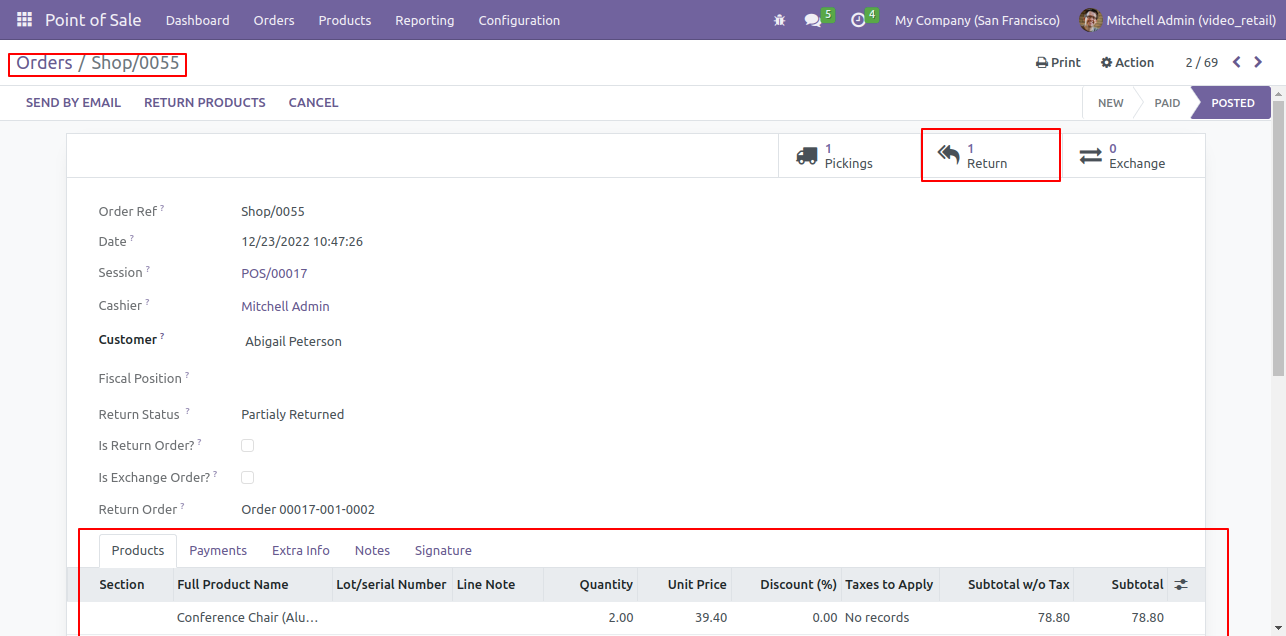 Point of Sale Dashboard Orders Products Reporting Configuration 5 4 My Company (San Francisco) Mitchell Admin (video_retail)
Orders / Shop/0055 Print Action 2 / 69
SEND BY EMAIL RETURN PRODUCTS CANCEL NEW PAID POSTED
1 Pickings 1 Return 0 Exchange
Order Ref ? Shop/0055
Date ? 12/23/2022 10:47:26
Session ? POS/00017
Cashier ? Mitchell Admin
Customer ? Abigail Peterson
Fiscal Position ?
Return Status ? Partialy Returned
Is Return Order? ?
Is Exchange Order? ?
Return Order ? Order 00017-001-0002
Products Payments Extra Info Notes Signature
Section Full Product Name Lot/serial Number Line Note Quantity Unit Price Discount (%) Taxes to Apply Subtotal w/o Tax Subtotal
Conference Chair (Alu… 2.00 39.40 0.00 No records 78.80 78.80